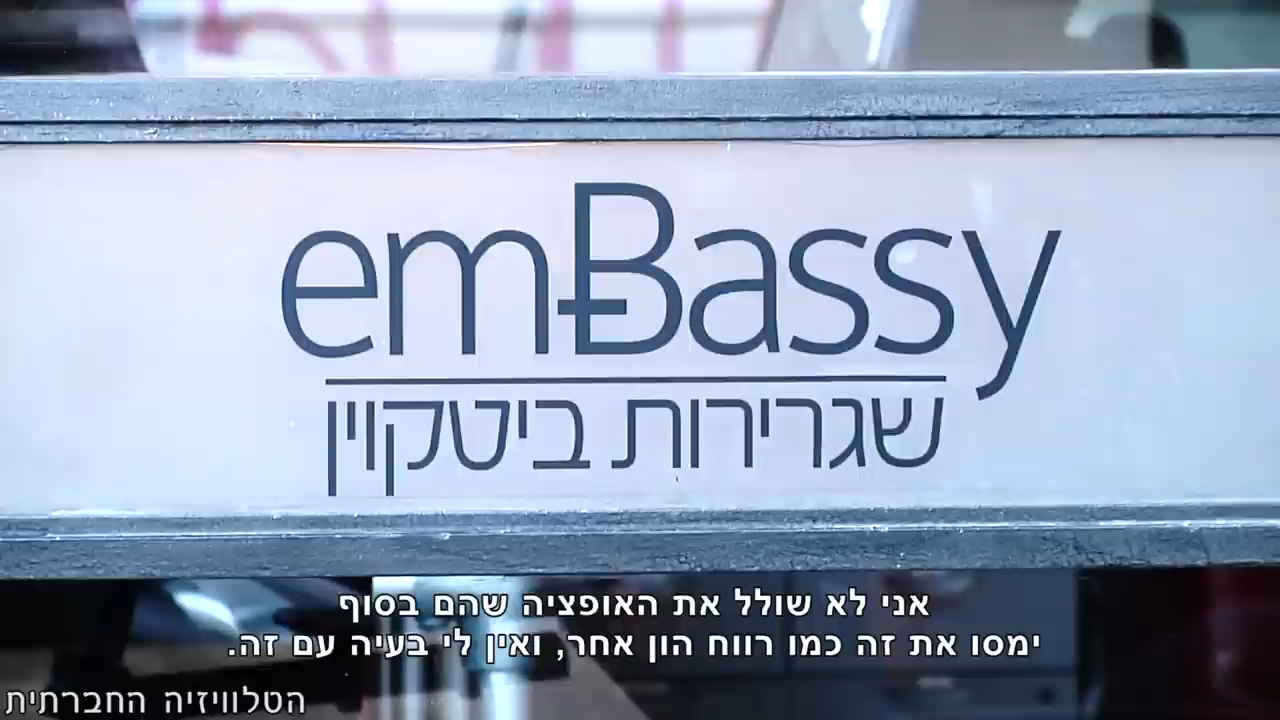 emBassy
שגרירות ביטקוין
אני לא שולל את האופציה שהם בסוף
ימסו את זה כמו רווח הון אחר, ואין לי בעיה עם זה.
הטלוויזיה החברתית